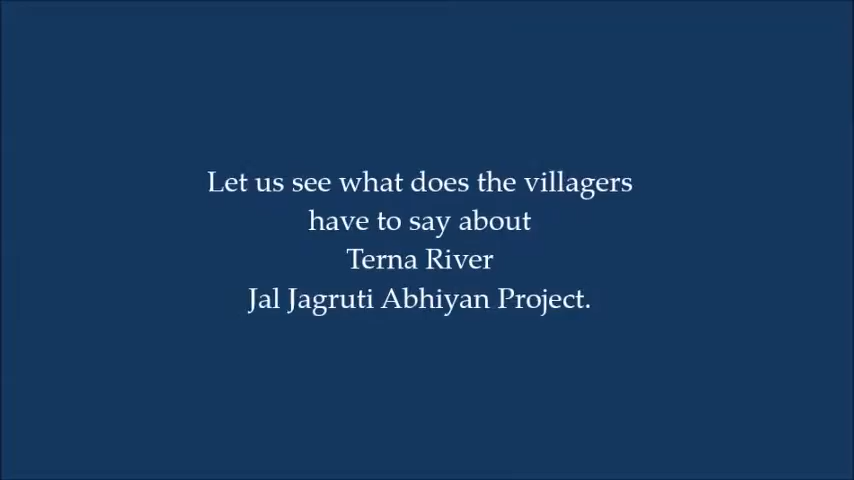 Let us see what does the villagers
have to say about
Terna River
Jal Jagruti Abhiyan Project.